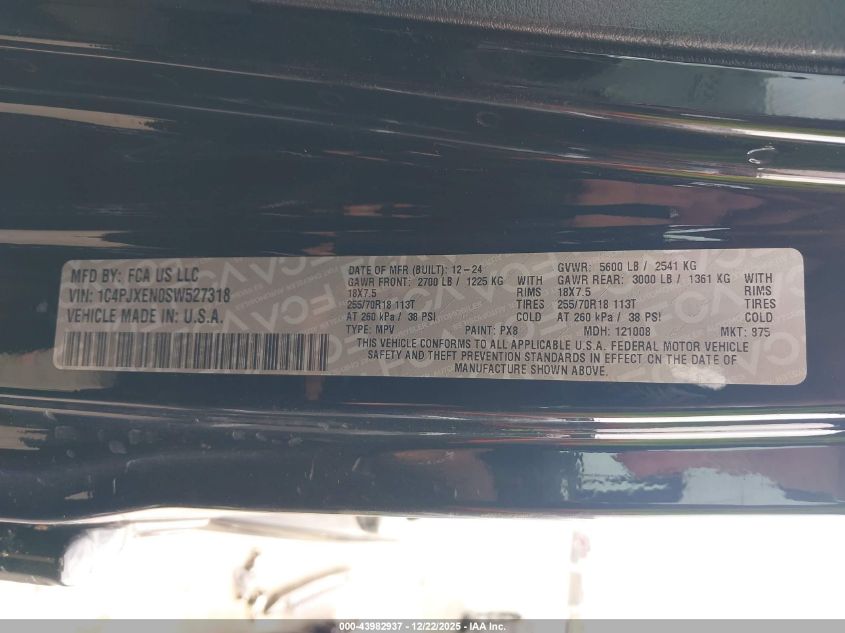 MFD BY: FCA US LLC
VIN: 1C4PJXEN0SW527318
VEHICLE MADE IN U.S.A.
DATE OF MFR (BUILT): 12-24 GVWR: 5600 LB / 2541 KG
GAWR FRONT: 2700 LB / 1225 KG WITH GAWR REAR: 3000 LB / 1361 KG WITH
18X7.5 RIMS 18X7.5 RIMS
255/70R18 113T TIRES 255/70R18 113T TIRES
AT 260 kPa / 38 PSI. COLD AT 260 kPa / 38 PSI. COLD
TYPE: MPV PAINT: PX8 MDH: 121008 MKT: 975
THIS VEHICLE CONFORMS TO ALL APPLICABLE U.S.A. FEDERAL MOTOR VEHICLE
SAFETY AND THEFT PREVENTION STANDARDS IN EFFECT ON THE DATE OF
MANUFACTURE SHOWN ABOVE.
000-43982937 - 12/22/2025 - IAA Inc.